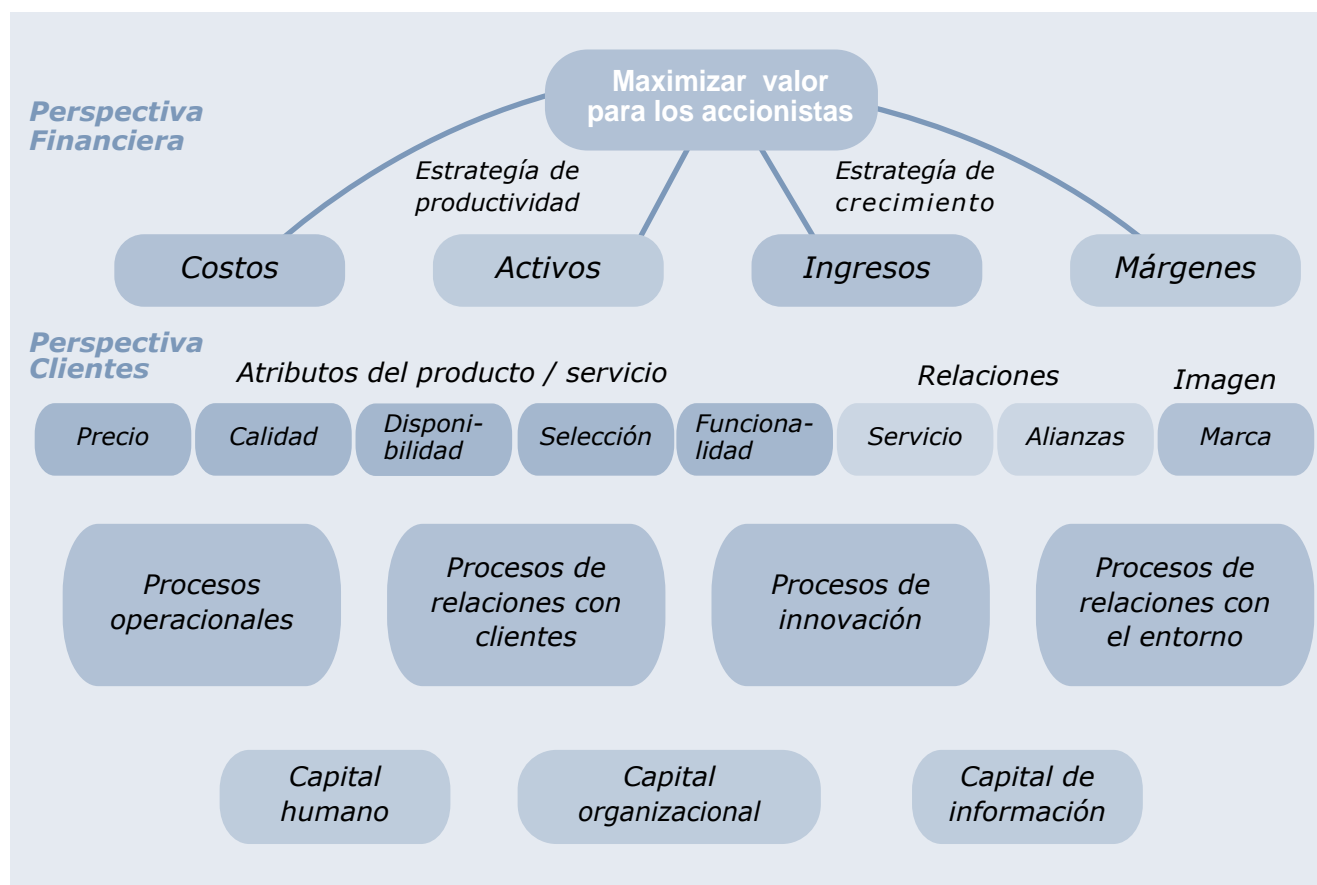 Maximizar valor
para los accionistas
Perspectiva
Financiera
Estrategía de
productividad
Estrategía de
crecimiento
Costos
Activos
Ingresos
Márgenes
Perspectiva
Clientes
Atributos del producto / servicio
Relaciones
Imagen
Precio
Calidad
Disponi-
bilidad
Selección
Funciona-
lidad
Servicio
Alianzas
Marca
Procesos
operacionales
Procesos de
relaciones con
clientes
Procesos de
innovación
Procesos de
relaciones con
el entorno
Capital
humano
Capital
organizacional
Capital de
información